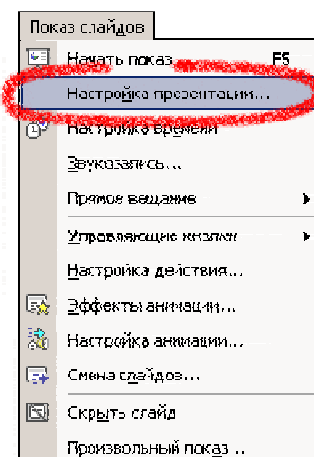 Показ слайдов
Начать показ F5
Настройка презентации...
Настройка времени
Звукозапись...
Прямое вещание
Управляющие кнопки
Настройка действия...
Эффекты анимации...
Настройка анимации...
Смена слайдов...
Скрыть слайд
Произвольный показ...